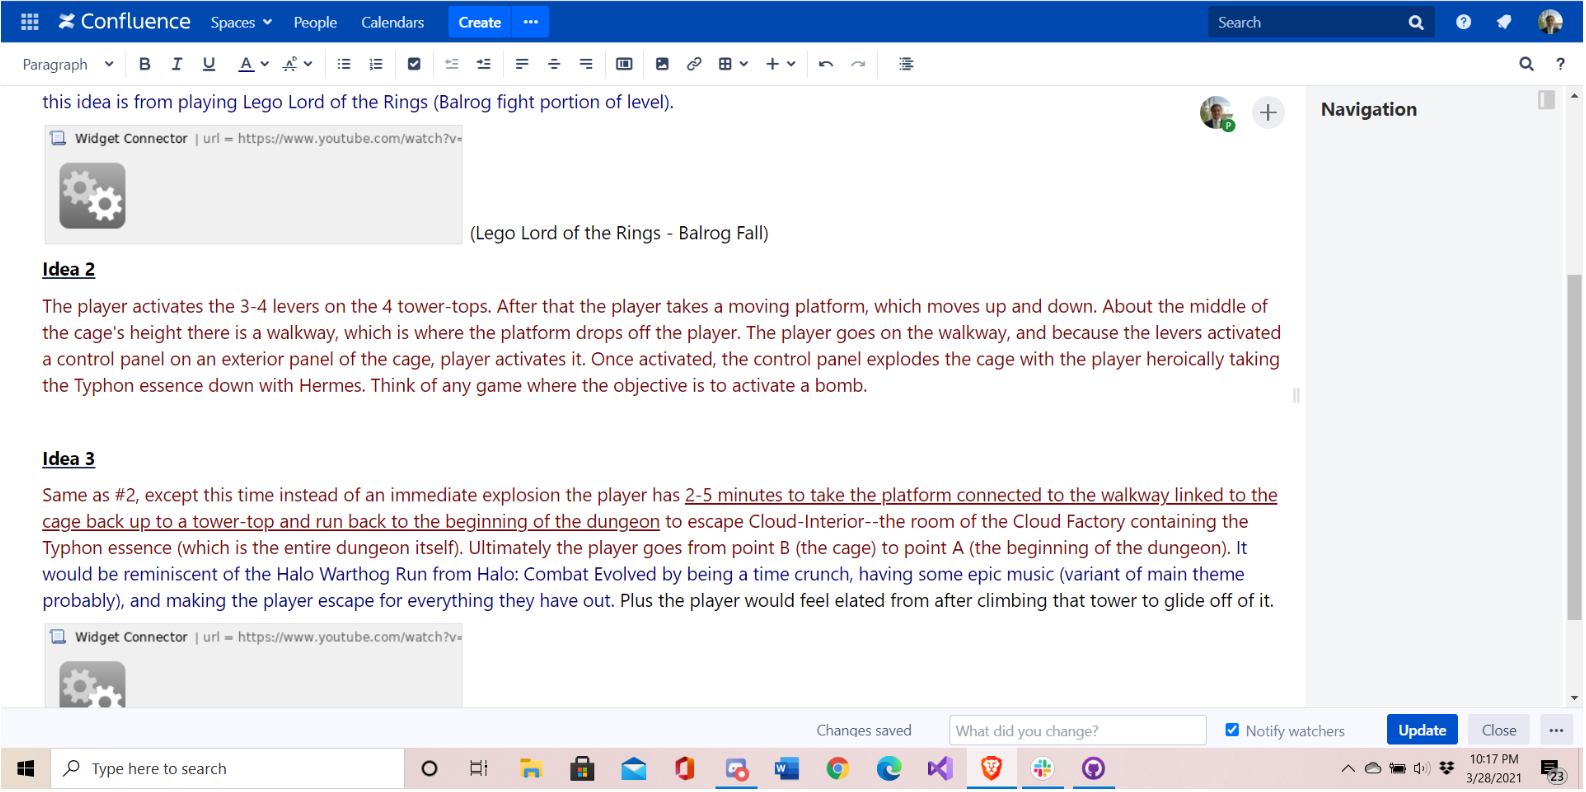 Confluence Spaces People Calendars Create Search
Paragraph B I U A
this idea is from playing Lego Lord of the Rings (Balrog fight portion of level).
Navigation
Widget Connector | url = https://www.youtube.com/watch?v=
(Lego Lord of the Rings - Balrog Fall)
Idea 2
The player activates the 3-4 levers on the 4 tower-tops. After that the player takes a moving platform, which moves up and down. About the middle of
the cage's height there is a walkway, which is where the platform drops off the player. The player goes on the walkway, and because the levers activated
a control panel on an exterior panel of the cage, player activates it. Once activated, the control panel explodes the cage with the player heroically taking
the Typhon essence down with Hermes. Think of any game where the objective is to activate a bomb.
Idea 3
Same as #2, except this time instead of an immediate explosion the player has 2-5 minutes to take the platform connected to the walkway linked to the
cage back up to a tower-top and run back to the beginning of the dungeon to escape Cloud-Interior--the room of the Cloud Factory containing the
Typhon essence (which is the entire dungeon itself). Ultimately the player goes from point B (the cage) to point A (the beginning of the dungeon). It
would be reminiscent of the Halo Warthog Run from Halo: Combat Evolved by being a time crunch, having some epic music (variant of main theme
probably), and making the player escape for everything they have out. Plus the player would feel elated from after climbing that tower to glide off of it.
Widget Connector | url = https://www.youtube.com/watch?v=
Changes saved What did you change? Notify watchers Update Close
Type here to search
10:17 PM
3/28/2021
23